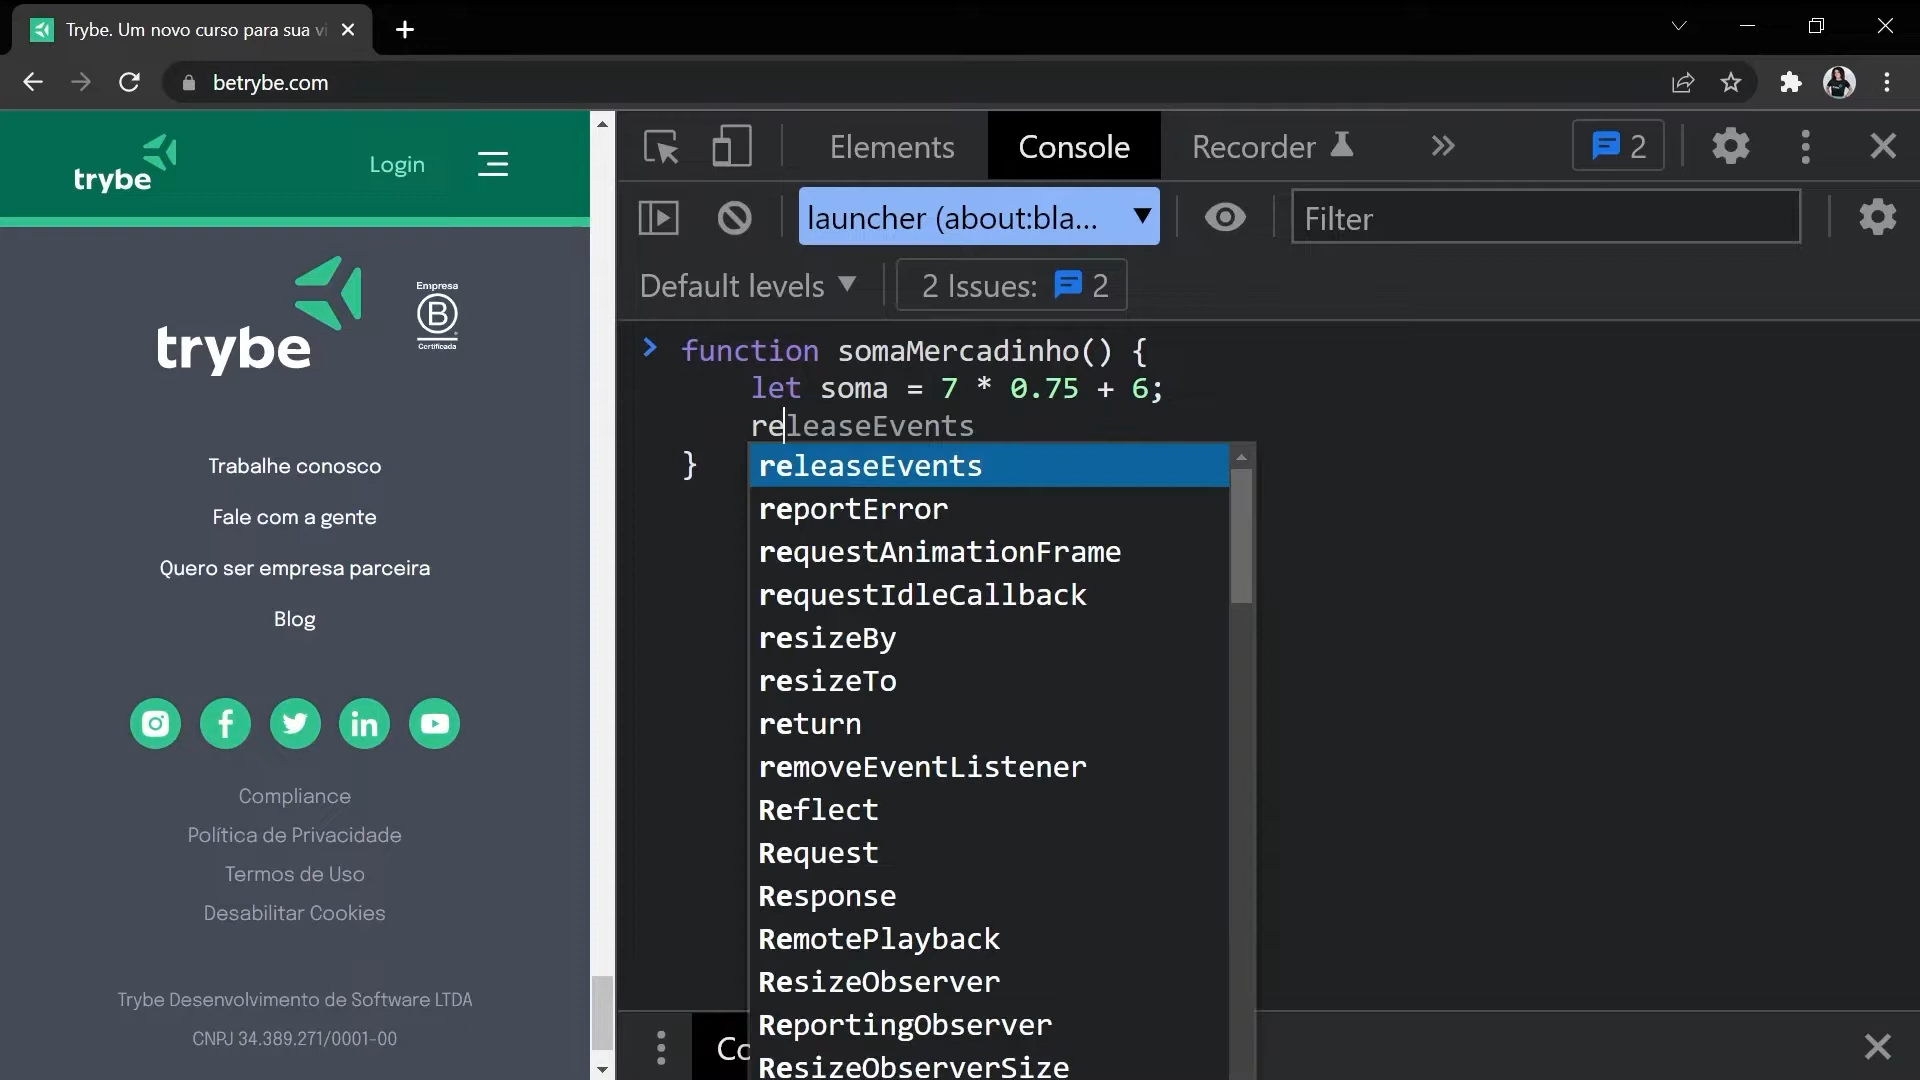 Trybe. Um novo curso para sua vi
betrybe.com
trybe
Login
trybe
Empresa
B
Certificada
Trabalhe conosco
Fale com a gente
Quero ser empresa parceira
Blog
Compliance
Política de Privacidade
Termos de Uso
Desabilitar Cookies
Trybe Desenvolvimento de Software LTDA
CNPJ 34.389.271/0001-00
Elements Console Recorder 2
launcher (about:bla... Filter
Default levels 2 Issues: 2
function somaMercadinho() {
let soma = 7 * 0.75 + 6;
releaseEvents
}
releaseEvents
reportError
requestAnimationFrame
requestIdleCallback
resizeBy
resizeTo
return
removeEventListener
Reflect
Request
Response
RemotePlayback
ResizeObserver
ReportingObserver
ResizeObserverSize
Co